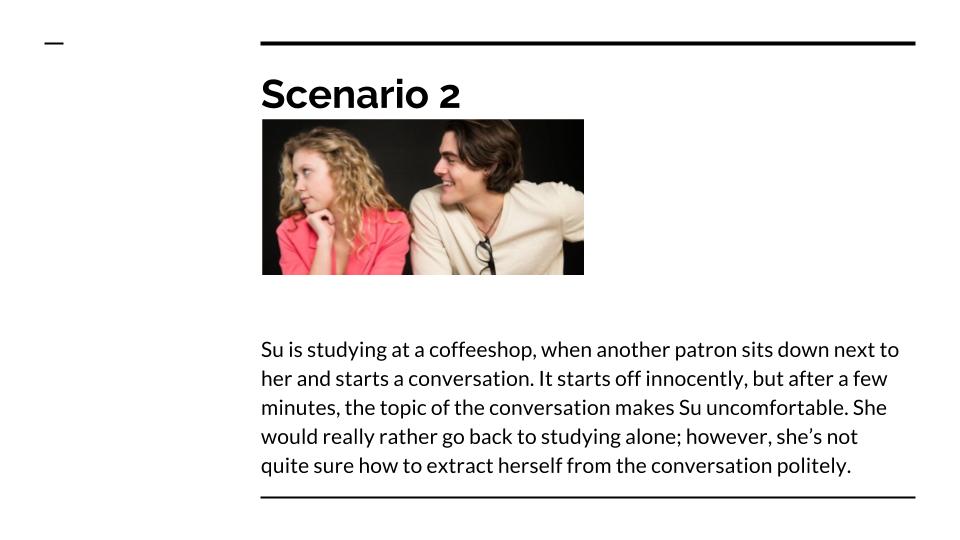 Scenario 2
Su is studying at a coffeeshop, when another patron sits down next to
her and starts a conversation. It starts off innocently, but after a few
minutes, the topic of the conversation makes Su uncomfortable. She
would really rather go back to studying alone; however, she’s not
quite sure how to extract herself from the conversation politely.